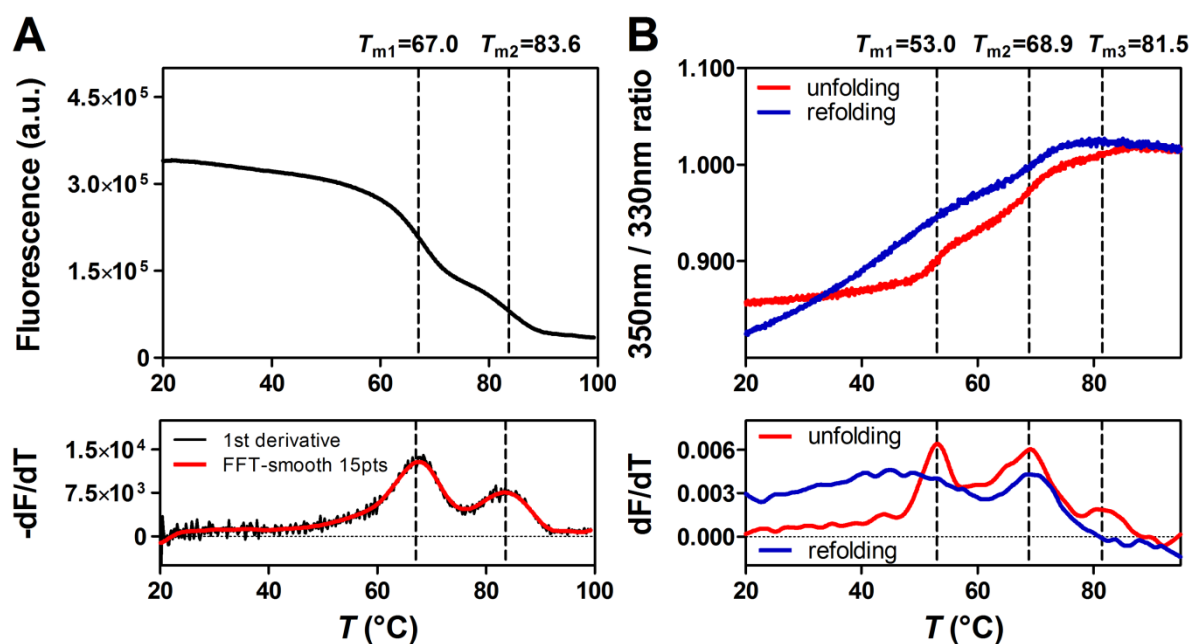 A
Tm1=67.0 Tm2=83.6
Fluorescence (a.u.)
4.5×10⁵
3.0×10⁵
1.5×10⁵
0
20 40 60 80 100
-dF/dT
1.5×10⁴
7.5×10³
0
1st derivative
FFT-smooth 15pts
20 40 60 80 100
T (°C)
B
Tm1=53.0 Tm2=68.9 Tm3=81.5
350nm / 330nm ratio
1.100
1.000
0.900
unfolding
refolding
20 40 60 80
dF/dT
0.006
0.003
0.000
unfolding
refolding
20 40 60 80
T (°C)